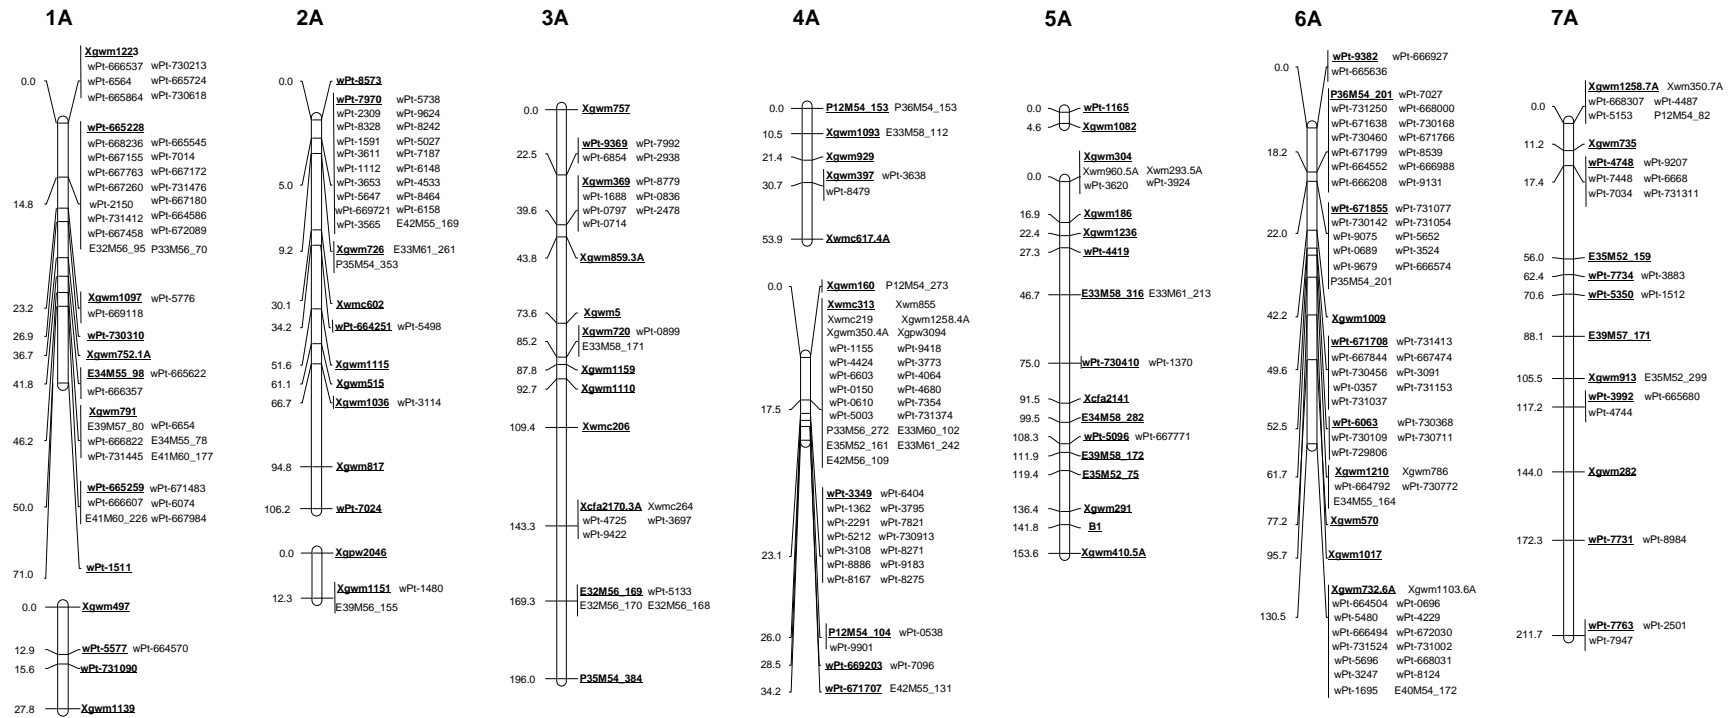 1A
0.0
Xgwm1223
wPt-666537 wPt-730213
wPt-6564 wPt-665724
wPt-665864 wPt-730618
14.8
wPt-665228
wPt-668236 wPt-665545
wPt-667155 wPt-7014
wPt-667763 wPt-667172
wPt-667260 wPt-731476
wPt-2150 wPt-667180
wPt-731412 wPt-664586
wPt-667458 wPt-672089
E32M56_95 P33M56_70
23.2
Xgwm1097 wPt-5776
wPt-669118
26.9 wPt-730310
36.7 Xgwm752.1A
41.8
E34M55_98 wPt-665622
wPt-666357
46.2
Xgwm791
E39M57_80 wPt-6654
wPt-666822 E34M55_78
wPt-731445 E41M60_177
50.0
wPt-665259 wPt-671483
wPt-666607 wPt-6074
E41M60_226 wPt-667984
71.0 wPt-1511
0.0 Xgwm497
12.9 wPt-5577 wPt-664570
15.6 wPt-731090
27.8 Xgwm1139
2A
0.0 wPt-8573
5.0
wPt-7970 wPt-5738
wPt-2309 wPt-9624
wPt-8328 wPt-8242
wPt-1591 wPt-5027
wPt-3611 wPt-7187
wPt-1112 wPt-6148
wPt-3653 wPt-4533
wPt-5647 wPt-8464
wPt-669721 wPt-6158
wPt-3565 E42M55_169
9.2
Xgwm726 E33M61_261
P35M54_353
30.1 Xwmc602
34.2 wPt-664251 wPt-5498
51.6 Xgwm1115
61.1 Xgwm515
66.7 Xgwm1036 wPt-3114
94.8 Xgwm817
106.2 wPt-7024
0.0 Xgpw2046
12.3
Xgwm1151 wPt-1480
E39M56_155
3A
0.0 Xgwm757
22.5
wPt-9369 wPt-7992
wPt-6854 wPt-2938
39.6
Xgwm369 wPt-8779
wPt-1688 wPt-0836
wPt-0797 wPt-2478
wPt-0714
43.8 Xgwm859.3A
73.6 Xgwm5
85.2
Xgwm720 wPt-0899
E33M58_171
87.8 Xgwm1159
92.7 Xgwm1110
109.4 Xwmc206
143.3
Xcfa2170.3A Xwmc264
wPt-4725 wPt-3697
wPt-9422
169.3
E32M56_169 wPt-5133
E32M56_170 E32M56_168
196.0 P35M54_384
4A
0.0 P12M54_153 P36M54_153
10.5 Xgwm1093 E33M58_112
21.4 Xgwm929
30.7
Xgwm397 wPt-3638
wPt-8479
53.9 Xwmc617.4A
0.0 Xgwm160 P12M54_273
17.5
Xwmc313 Xwm855
Xwmc219 Xgwm1258.4A
Xgwm350.4A Xgpw3094
wPt-1155 wPt-9418
wPt-4424 wPt-3773
wPt-6603 wPt-4064
wPt-0150 wPt-4680
wPt-0610 wPt-7354
wPt-5003 wPt-731374
P33M56_272 E33M60_102
E35M52_161 E33M61_242
E42M56_109
23.1
wPt-3349 wPt-6404
wPt-1362 wPt-3795
wPt-2291 wPt-7821
wPt-5212 wPt-730913
wPt-3108 wPt-8271
wPt-8886 wPt-9183
wPt-8167 wPt-8275
26.0
P12M54_104 wPt-0538
wPt-9901
28.5 wPt-669203 wPt-7096
34.2 wPt-671707 E42M55_131
5A
0.0 wPt-1165
4.6 Xgwm1082
0.0
Xgwm304
Xwm960.5A Xwm293.5A
wPt-3620 wPt-3924
16.9 Xgwm186
22.4 Xgwm1236
27.3 wPt-4419
46.7 E33M58_316 E33M61_213
75.0 wPt-730410 wPt-1370
91.5 Xcfa2141
99.5 E34M58_282
108.3 wPt-5096 wPt-667771
111.9 E39M58_172
119.4 E35M52_75
136.4 Xgwm291
141.8 B1
153.6 Xgwm410.5A
6A
0.0
wPt-9382 wPt-666927
wPt-665636
18.2
P36M54_201 wPt-7027
wPt-731250 wPt-668000
wPt-671638 wPt-730168
wPt-730460 wPt-671766
wPt-671799 wPt-8539
wPt-664552 wPt-666988
wPt-666208 wPt-9131
22.0
wPt-671855 wPt-731077
wPt-730142 wPt-731054
wPt-9075 wPt-5652
wPt-0689 wPt-3524
wPt-9679 wPt-666574
P35M54_201
42.2 Xgwm1009
49.6
wPt-671708 wPt-731413
wPt-667844 wPt-667474
wPt-730456 wPt-3091
wPt-0357 wPt-731153
wPt-731037
52.5
wPt-6063 wPt-730368
wPt-730109 wPt-730711
wPt-729806
61.7
Xgwm1210 Xgwm786
wPt-664792 wPt-730772
E34M55_164
77.2 Xgwm570
95.7 Xgwm1017
130.5
Xgwm732.6A Xgwm1103.6A
wPt-664504 wPt-0696
wPt-5480 wPt-4229
wPt-666494 wPt-672030
wPt-731524 wPt-731002
wPt-5696 wPt-668031
wPt-3247 wPt-8124
wPt-1695 E40M54_172
7A
0.0
Xgwm1258.7A Xwm350.7A
wPt-668307 wPt-4487
wPt-5153 P12M54_82
11.2 Xgwm735
17.4
wPt-4748 wPt-9207
wPt-7448 wPt-6668
wPt-7034 wPt-731311
56.0 E35M52_159
62.4 wPt-7734 wPt-3883
70.6 wPt-5350 wPt-1512
88.1 E39M57_171
105.5 Xgwm913 E35M52_299
117.2
wPt-3992 wPt-665680
wPt-4744
144.0 Xgwm282
172.3 wPt-7731 wPt-8984
211.7
wPt-7763 wPt-2501
wPt-7947